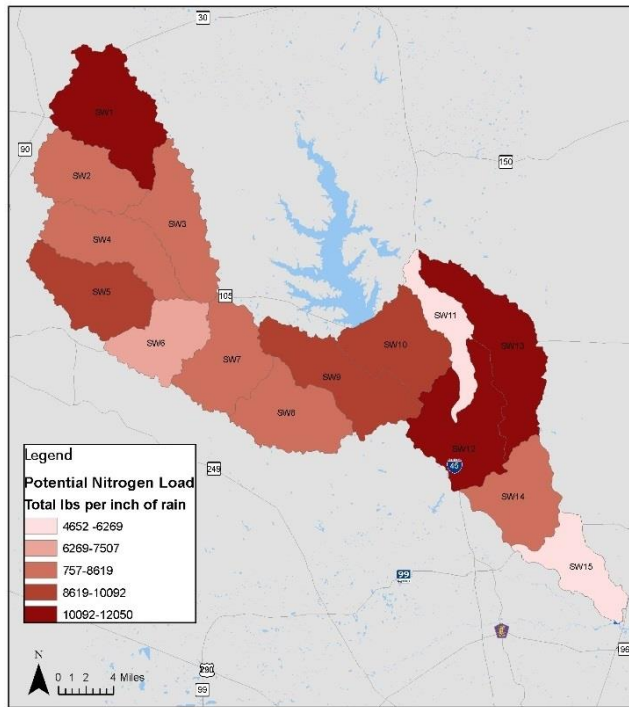 30
SW1
90
SW2
150
SW3
SW4
SW5
105
SW11
SW6
SW10
SW13
SW7
SW9
SW8
SW12
45
249
SW14
SW15
99
Legend
Potential Nitrogen Load
Total lbs per inch of rain
4652 -6269
6269-7507
757-8619
8619-10092
10092-12050
N
0 1 2 4 Miles
290
99